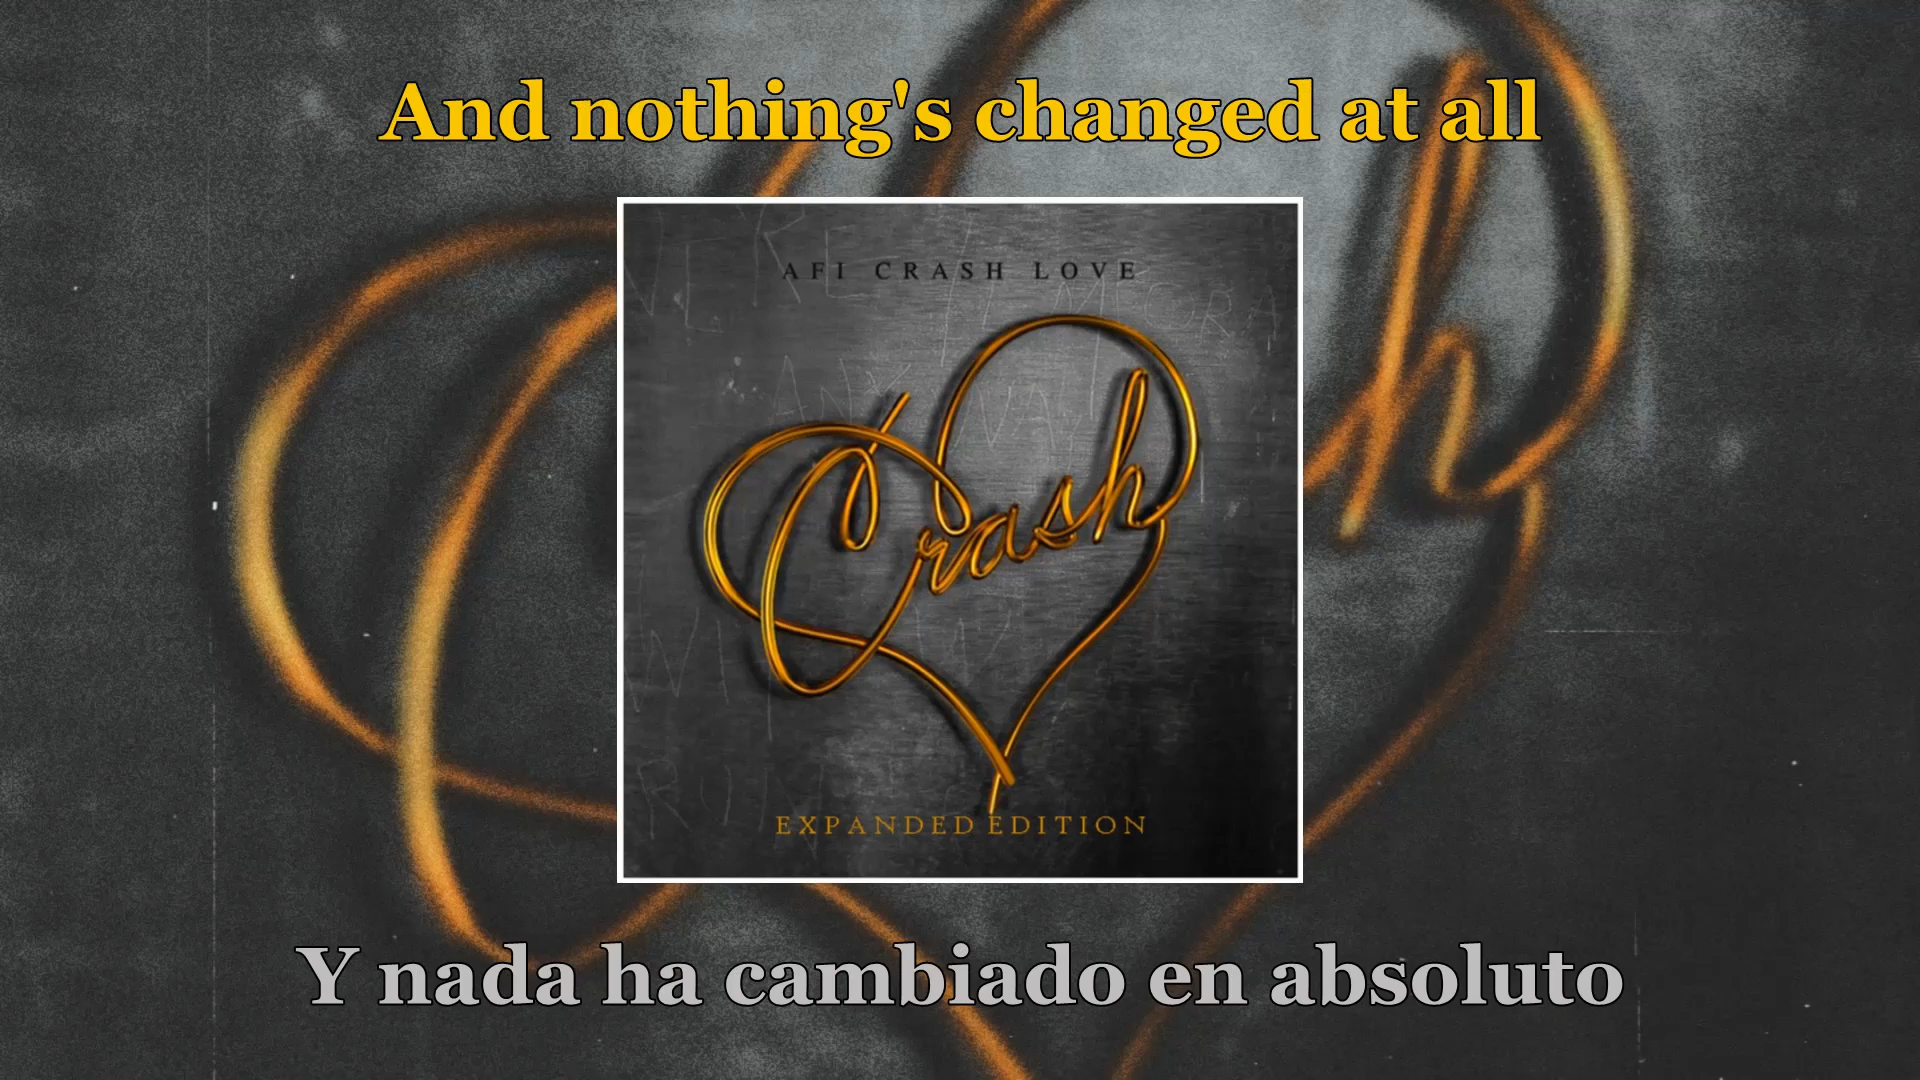 And nothing's changed at all
AFI CRASH LOVE
Crash
EXPANDED EDITION
Y nada ha cambiado en absoluto